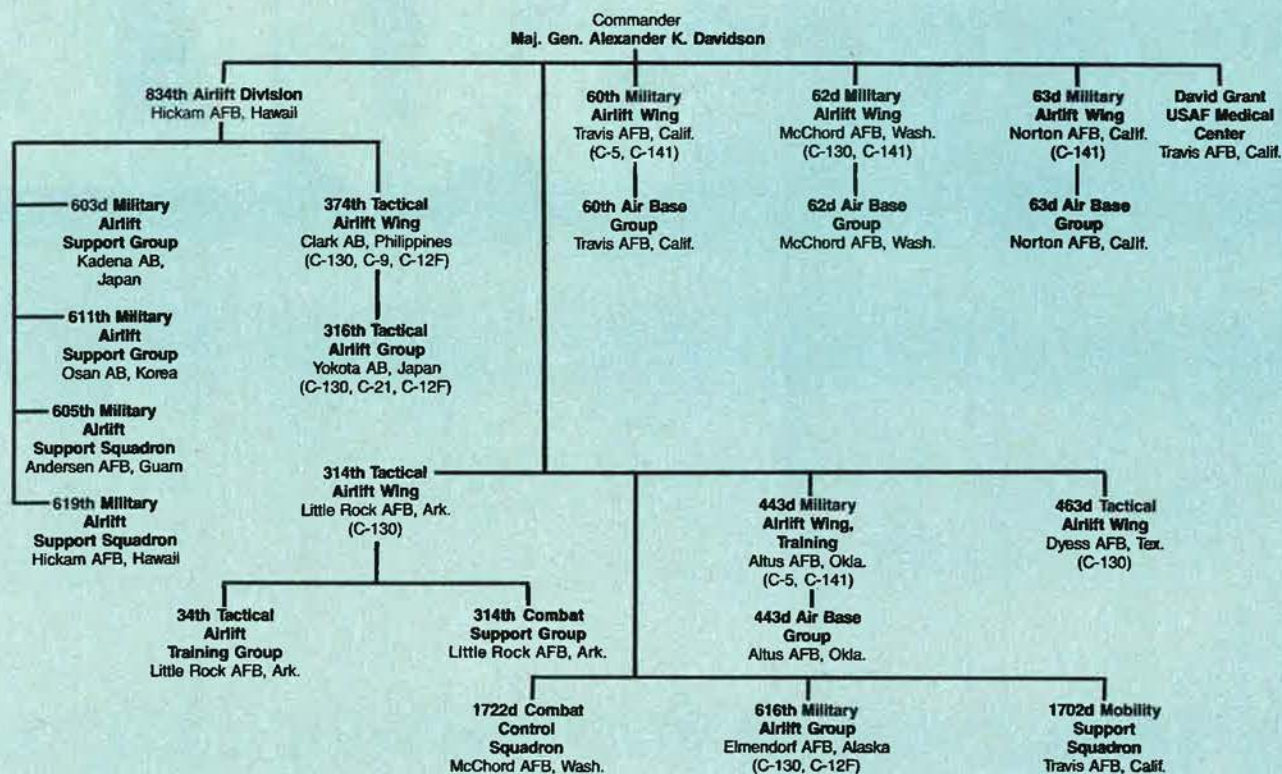 Commander
Maj. Gen. Alexander K. Davidson
834th Airlift Division
Hickam AFB, Hawaii
60th Military
Airlift Wing
Travis AFB, Calif.
(C-5, C-141)
62d Military
Airlift Wing
McChord AFB, Wash.
(C-130, C-141)
63d Military
Airlift Wing
Norton AFB, Calif.
(C-141)
David Grant
USAF Medical
Center
Travis AFB, Calif.
603d Military
Airlift
Support Group
Kadena AB,
Japan
374th Tactical
Airlift Wing
Clark AB, Philippines
(C-130, C-9, C-12F)
60th Air Base
Group
Travis AFB, Calif.
62d Air Base
Group
McChord AFB, Wash.
63d Air Base
Group
Norton AFB, Calif.
611th Military
Airlift
Support Group
Osan AB, Korea
316th Tactical
Airlift Group
Yokota AB, Japan
(C-130, C-21, C-12F)
605th Military
Airlift
Support Squadron
Andersen AFB, Guam
619th Military
Airlift
Support Squadron
Hickam AFB, Hawaii
314th Tactical
Airlift Wing
Little Rock AFB, Ark.
(C-130)
443d Military
Airlift Wing,
Training
Altus AFB, Okla.
(C-5, C-141)
463d Tactical
Airlift Wing
Dyess AFB, Tex.
(C-130)
34th Tactical
Airlift
Training Group
Little Rock AFB, Ark.
314th Combat
Support Group
Little Rock AFB, Ark.
443d Air Base
Group
Altus AFB, Okla.
1722d Combat
Control
Squadron
McChord AFB, Wash.
616th Military
Airlift Group
Elmendorf AFB, Alaska
(C-130, C-12F)
1702d Mobility
Support
Squadron
Travis AFB, Calif.